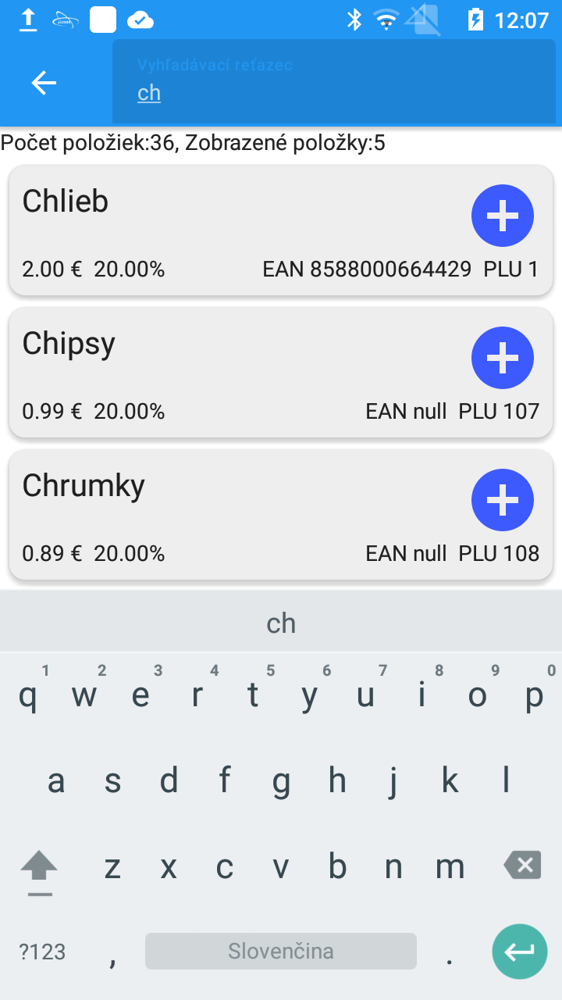 12:07
Vyhľadávací reťazec
ch
Počet položiek:36, Zobrazené položky:5
Chlieb
2.00 € 20.00% EAN 8588000664429 PLU 1
Chipsy
0.99 € 20.00% EAN null PLU 107
Chrumky
0.89 € 20.00% EAN null PLU 108
ch
1 2 3 4 5 6 7 8 9 0
q w e r t y u i o p
a s d f g h j k l
z x c v b n m
?123 , Slovenčina .